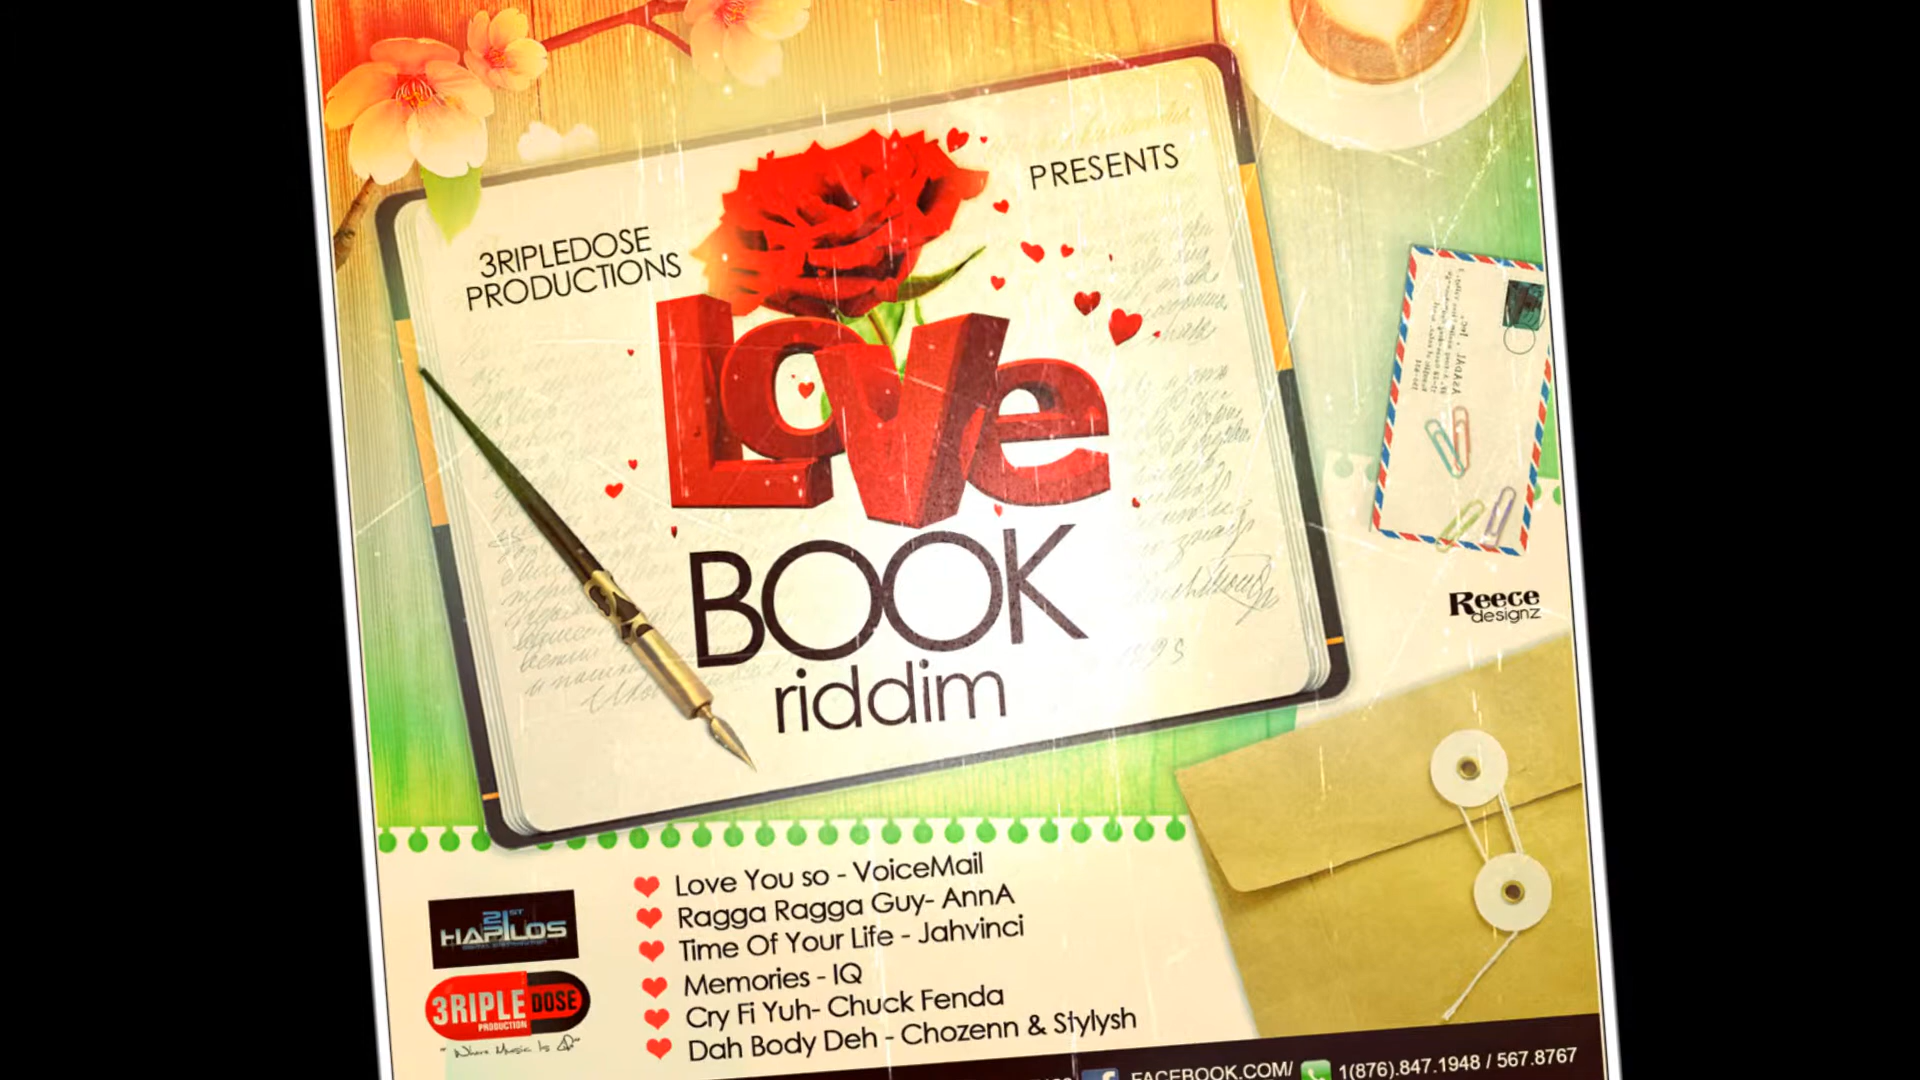 3RIPLEDOSE
PRODUCTIONS
PRESENTS
Love
BOOK
riddim
Reece
designz
Love You so - VoiceMail
Ragga Ragga Guy- AnnA
Time Of Your Life - Jahvinci
Memories - IQ
Cry Fi Yuh- Chuck Fenda
Dah Body Deh - Chozenn & Stylysh
21ST
HAPILOS
3RIPLE DOSE
PRODUCTION
FACEBOOK.COM/
1(876).847.1948 / 567.8767